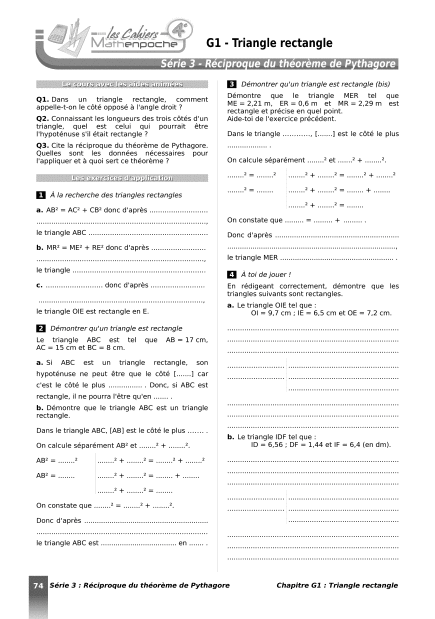 les Cahiers
Mathenpoche
4e
G1 - Triangle rectangle
Série 3 - Réciproque du théorème de Pythagore
Le cours avec les aides animées
Q1. Dans un triangle rectangle, comment
appelle-t-on le côté opposé à l'angle droit ?
Q2. Connaissant les longueurs des trois côtés d'un
triangle, quel est celui qui pourrait être
l'hypoténuse s'il était rectangle ?
Q3. Cite la réciproque du théorème de Pythagore.
Quelles sont les données nécessaires pour
l'appliquer et à quoi sert ce théorème ?
Les exercices d'application
1 À la recherche des triangles rectangles
a. AB² = AC² + CB² donc d'après ............................
.................................................................................,
le triangle ABC ............................................................
b. MR² = ME² + RE² donc d'après ..........................
.................................................................................,
le triangle ................................................................
c. ........................... donc d'après ..........................
.................................................................................,
le triangle OIE est rectangle en E.
2 Démontrer qu'un triangle est rectangle
Le triangle ABC est tel que AB = 17 cm,
AC = 15 cm et BC = 8 cm.
a. Si ABC est un triangle rectangle, son
hypoténuse ne peut être que le côté [.......] car
c'est le côté le plus ................ . Donc, si ABC est
rectangle, il ne pourra l'être qu'en ....... .
b. Démontre que le triangle ABC est un triangle
rectangle.
Dans le triangle ABC, [AB] est le côté le plus ....... .
On calcule séparément AB² et ........² + ........².
AB² = ........² ........² + ........² = ........² + ........²
AB² = ........ ........² + ........² = ........ + ........
........² + ........² = ........
On constate que ........² = ........² + ........².
Donc d'après ............................................................
.................................................................................
le triangle ABC est .................................... en ....... .
3 Démontrer qu'un triangle est rectangle (bis)
Démontre que le triangle MER tel que
ME = 2,21 m, ER = 0,6 m et MR = 2,29 m est
rectangle et précise en quel point.
Aide-toi de l'exercice précédent.
Dans le triangle ............., [.......] est le côté le plus
................... .
On calcule séparément ........² et ........² + ........².
........² = ........² ........² + ........² = ........² + ........²
........² = ........ ........² + ........² = ........ + ........
........² + ........² = ........
On constate que ......... = ......... + ......... .
Donc d'après ............................................................
.................................................................................,
le triangle MER ...................................................... .
4 À toi de jouer !
En rédigeant correctement, démontre que les
triangles suivants sont rectangles.
a. Le triangle OIE tel que :
OI = 9,7 cm ; IE = 6,5 cm et OE = 7,2 cm.
.................................................................................
.................................................................................
.................................................................................
.................................................................................
.................................................................................
.................................................................................
.................................................................................
.................................................................................
b. Le triangle IDF tel que :
ID = 6,56 ; DF = 1,44 et IF = 6,4 (en dm).
.................................................................................
.................................................................................
.................................................................................
.................................................................................
.................................................................................
.................................................................................
.................................................................................
.................................................................................
74 Série 3 : Réciproque du théorème de Pythagore
Chapitre G1 : Triangle rectangle